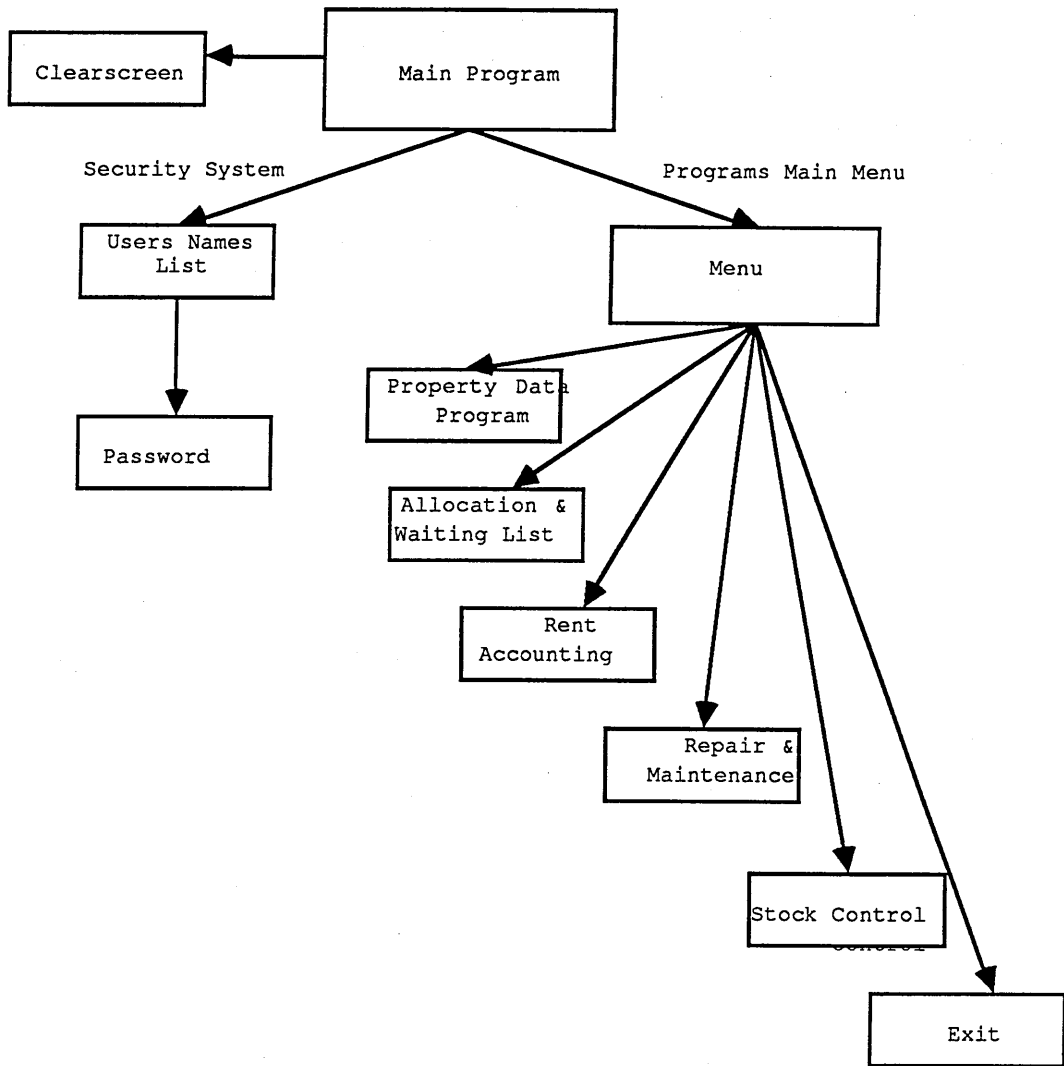 Clearscreen
Main Program
Security System
Programs Main Menu
Users Names
List
Menu
Property Data
Program
Password
Allocation &
Waiting List
Rent
Accounting
Repair &
Maintenance
Stock Control
Control
Exit